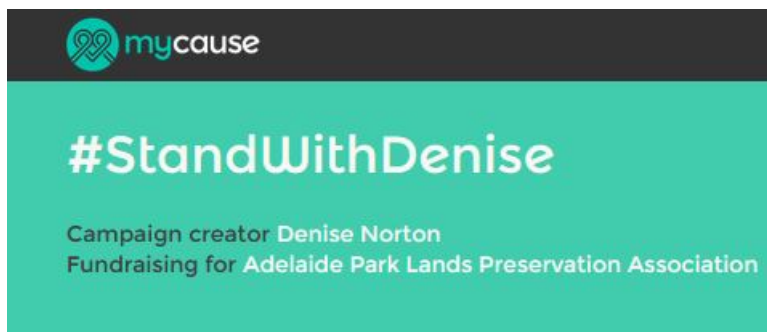 mycause
#StandWithDenise
Campaign creator Denise Norton
Fundraising for Adelaide Park Lands Preservation Association